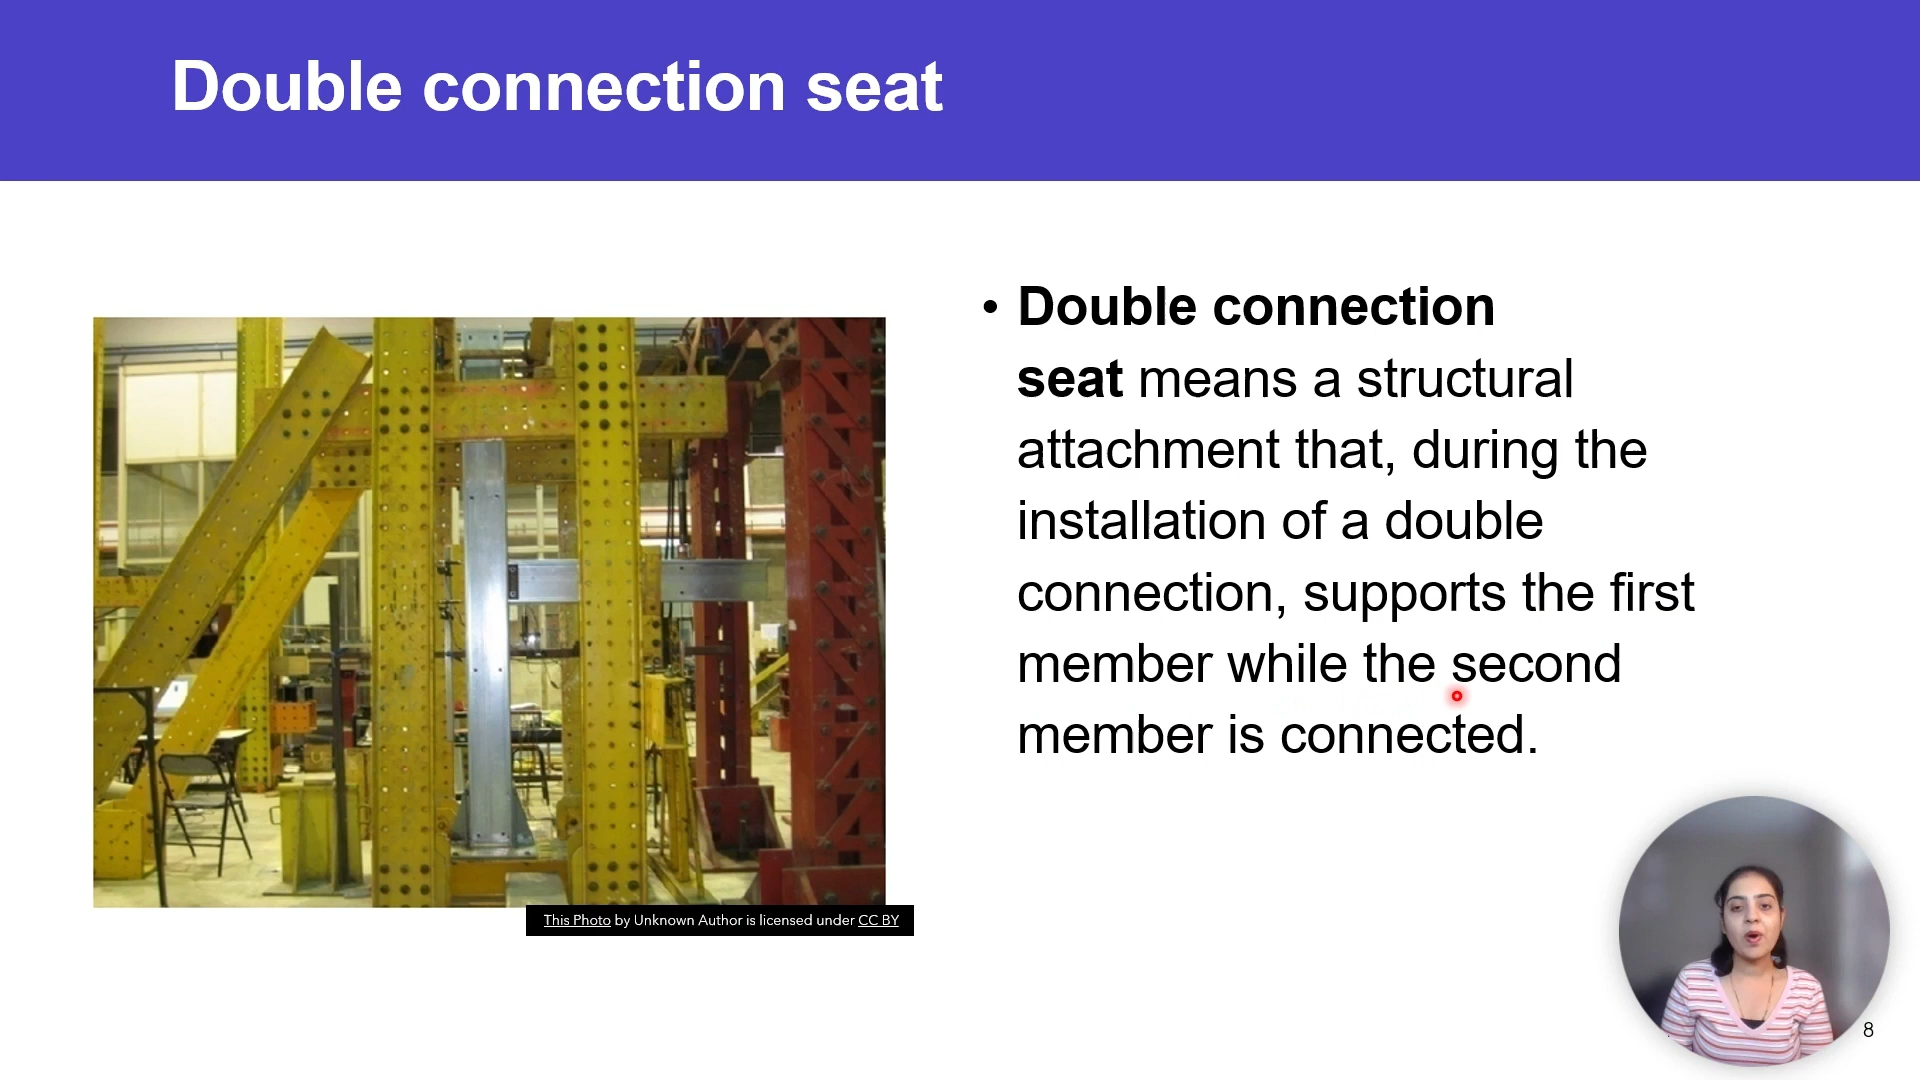 Double connection seat
• Double connection
seat means a structural
attachment that, during the
installation of a double
connection, supports the first
member while the second
member is connected.
This Photo by Unknown Author is licensed under CC BY
8